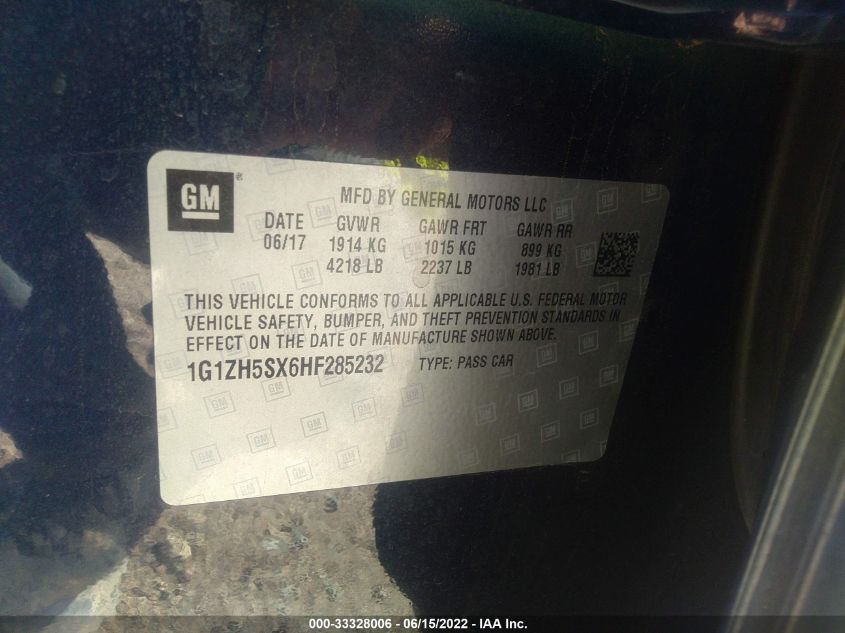 GM
MFD BY GENERAL MOTORS LLC
DATE GVWR GAWR FRT GAWR RR
06/17 1914 KG 1015 KG 899 KG
4218 LB 2237 LB 1981 LB
THIS VEHICLE CONFORMS TO ALL APPLICABLE U.S. FEDERAL MOTOR
VEHICLE SAFETY, BUMPER, AND THEFT PREVENTION STANDARDS IN
EFFECT ON THE DATE OF MANUFACTURE SHOWN ABOVE.
1G1ZH5SX6HF285232 TYPE: PASS CAR
000-33328006 - 06/15/2022 - IAA Inc.